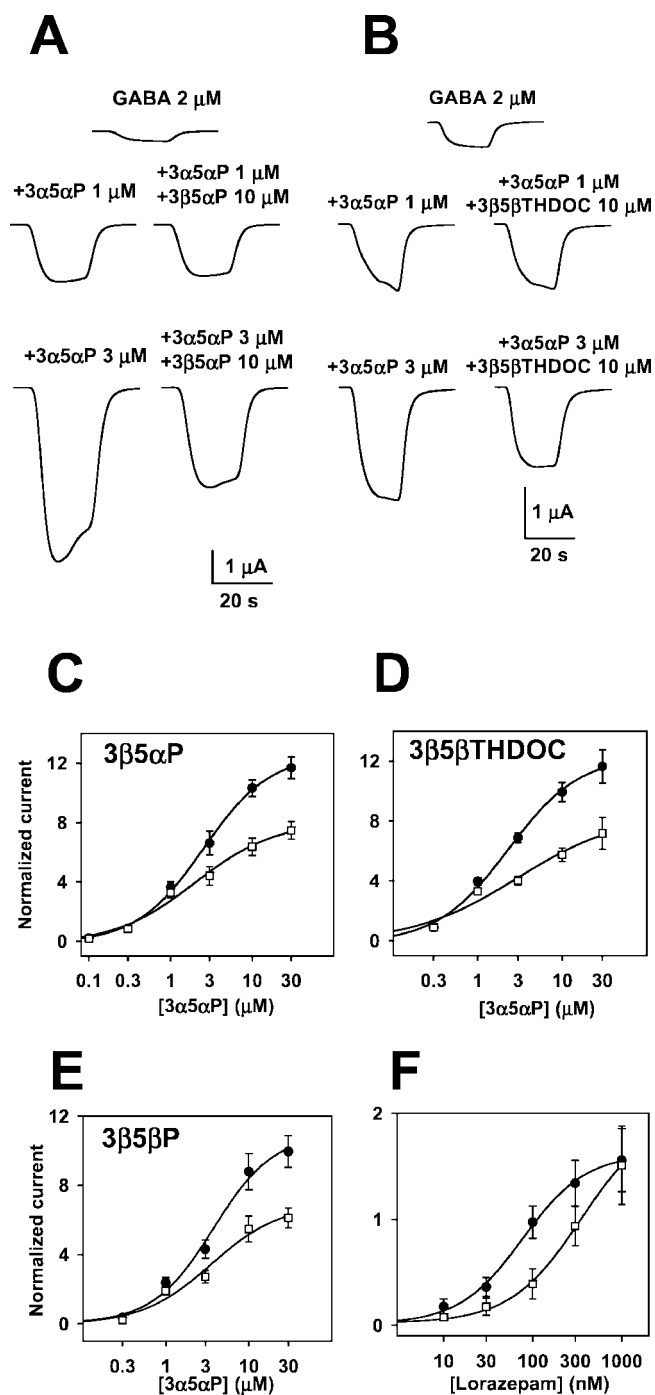 A
B
GABA 2 μM
GABA 2 μM
+3α5αP 1 μM
+3α5αP 1 μM
+3β5αP 10 μM
+3α5αP 1 μM
+3α5αP 1 μM
+3β5βTHDOC 10 μM
+3α5αP 3 μM
+3α5αP 3 μM
+3β5αP 10 μM
+3α5αP 3 μM
+3α5αP 3 μM
+3β5βTHDOC 10 μM
1 μA
20 s
1 μA
20 s
C
3β5αP
Normalized current
12
8
4
0
0.1 0.3 1 3 10 30
[3α5αP] (μM)
D
3β5βTHDOC
12
8
4
0
0.3 1 3 10 30
[3α5αP] (μM)
E
3β5βP
Normalized current
12
8
4
0
0.3 1 3 10 30
[3α5αP] (μM)
F
2
1
0
10 30 100 300 1000
[Lorazepam] (nM)